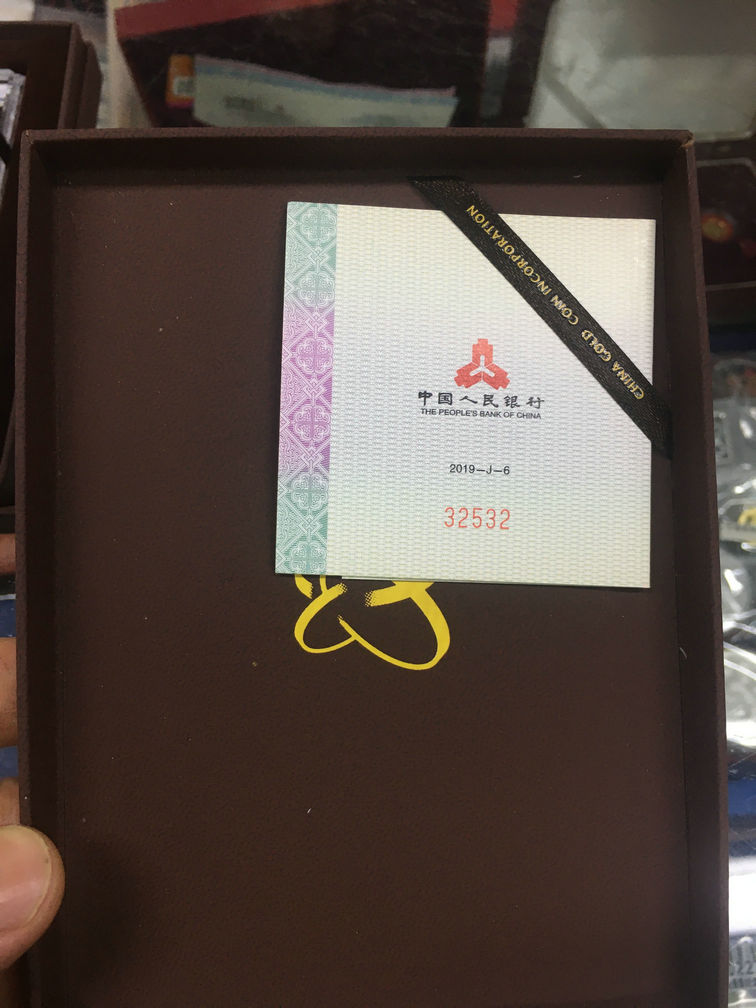 CHINA GOLD COIN INCORPORATION
中国人民银行
THE PEOPLE'S BANK OF CHINA
2019-J-6
32532